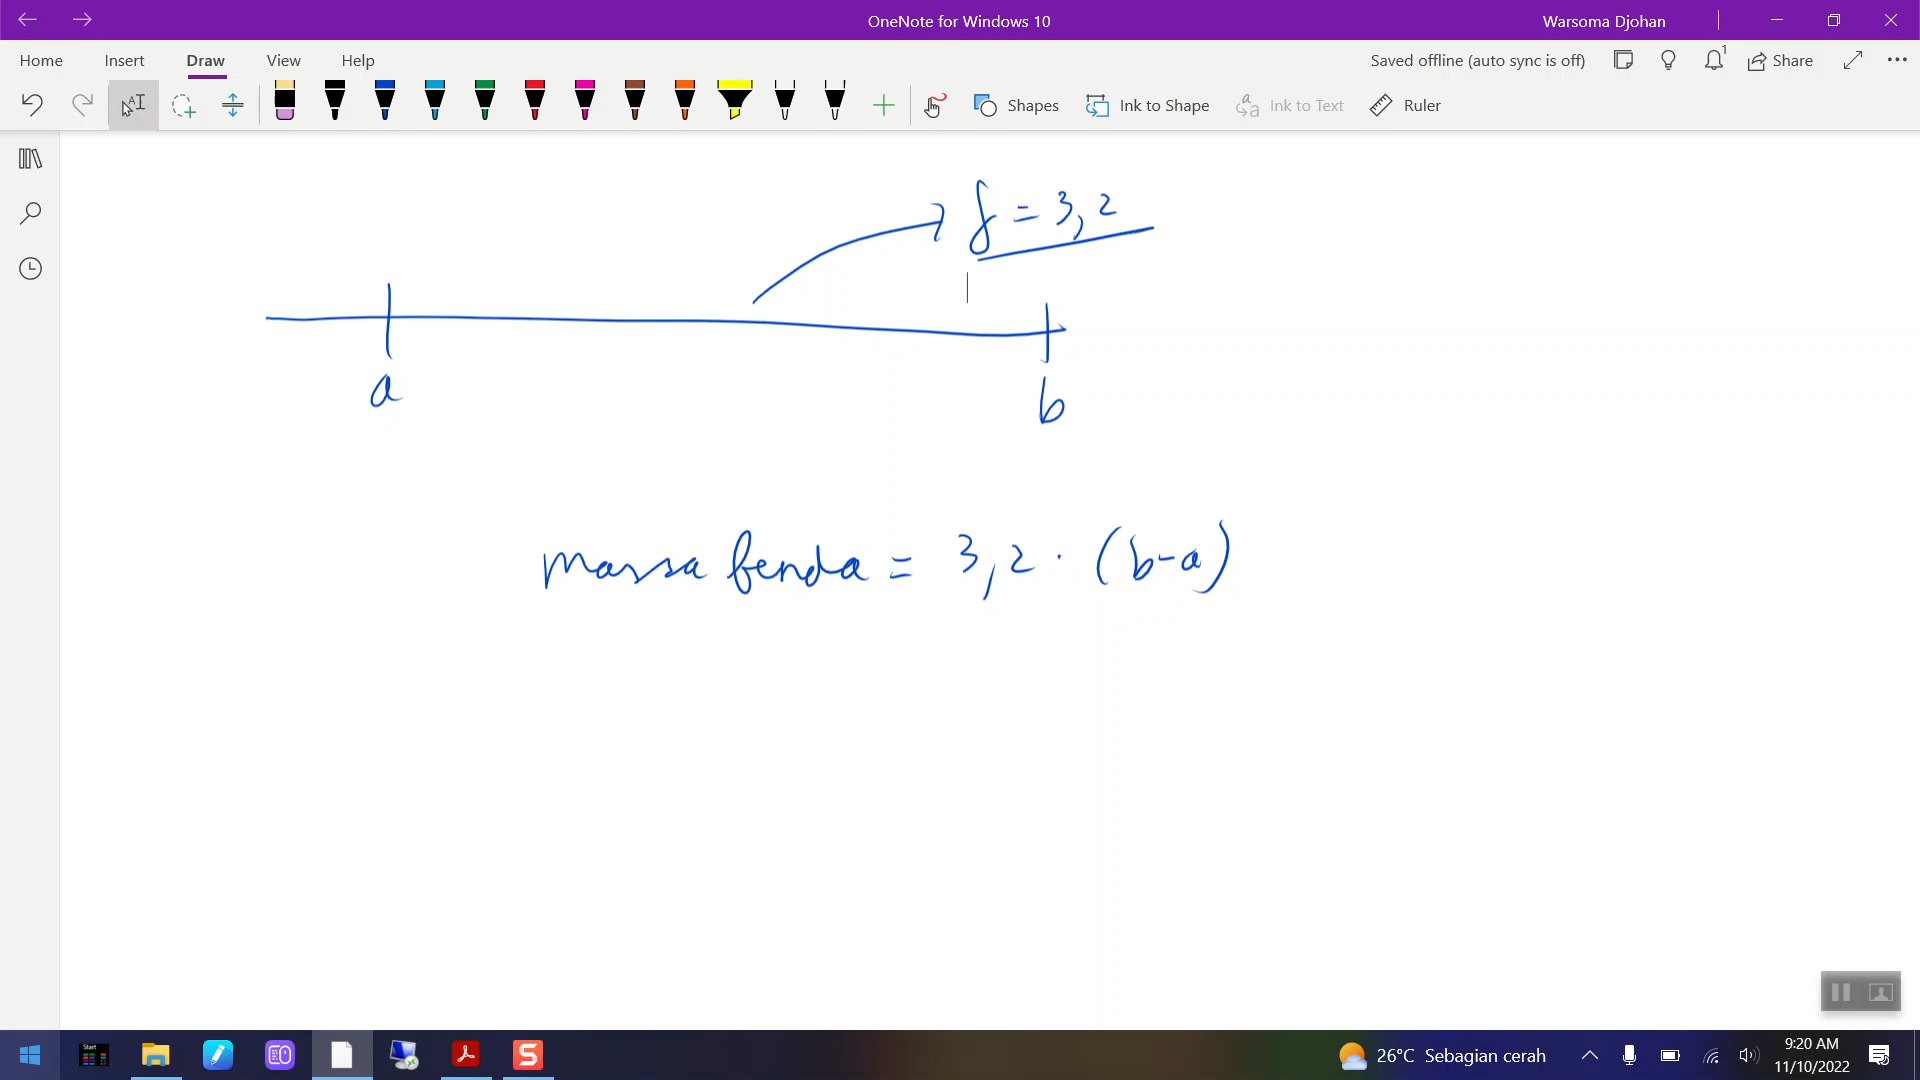 OneNote for Windows 10
Warsoma Djohan
Home Insert Draw View Help
Saved offline (auto sync is off) 1 Share
Shapes Ink to Shape Ink to Text Ruler
f = 3,2
a
b
massa benda = 3,2 · (b-a)
Start
S
26°C Sebagian cerah
9:20 AM
11/10/2022